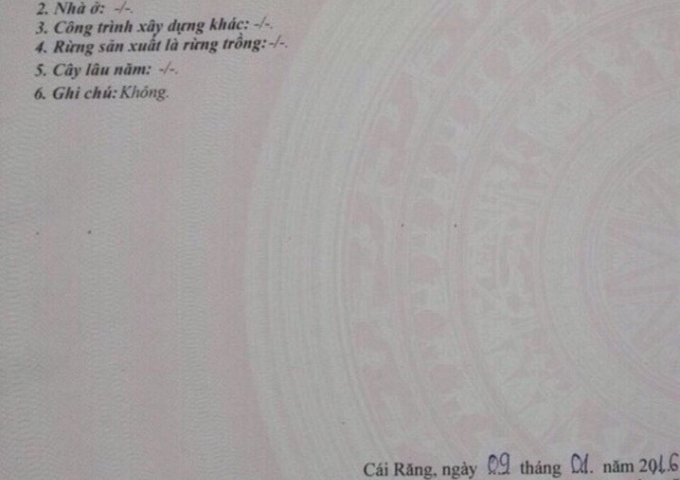 2. Nhà ở: -/-.
3. Công trình xây dựng khác: -/-.
4. Rừng sản xuất là rừng trồng: -/-.
5. Cây lâu năm: -/-.
6. Ghi chú: Không.
Cái Răng, ngày 09 tháng 01. năm 2016